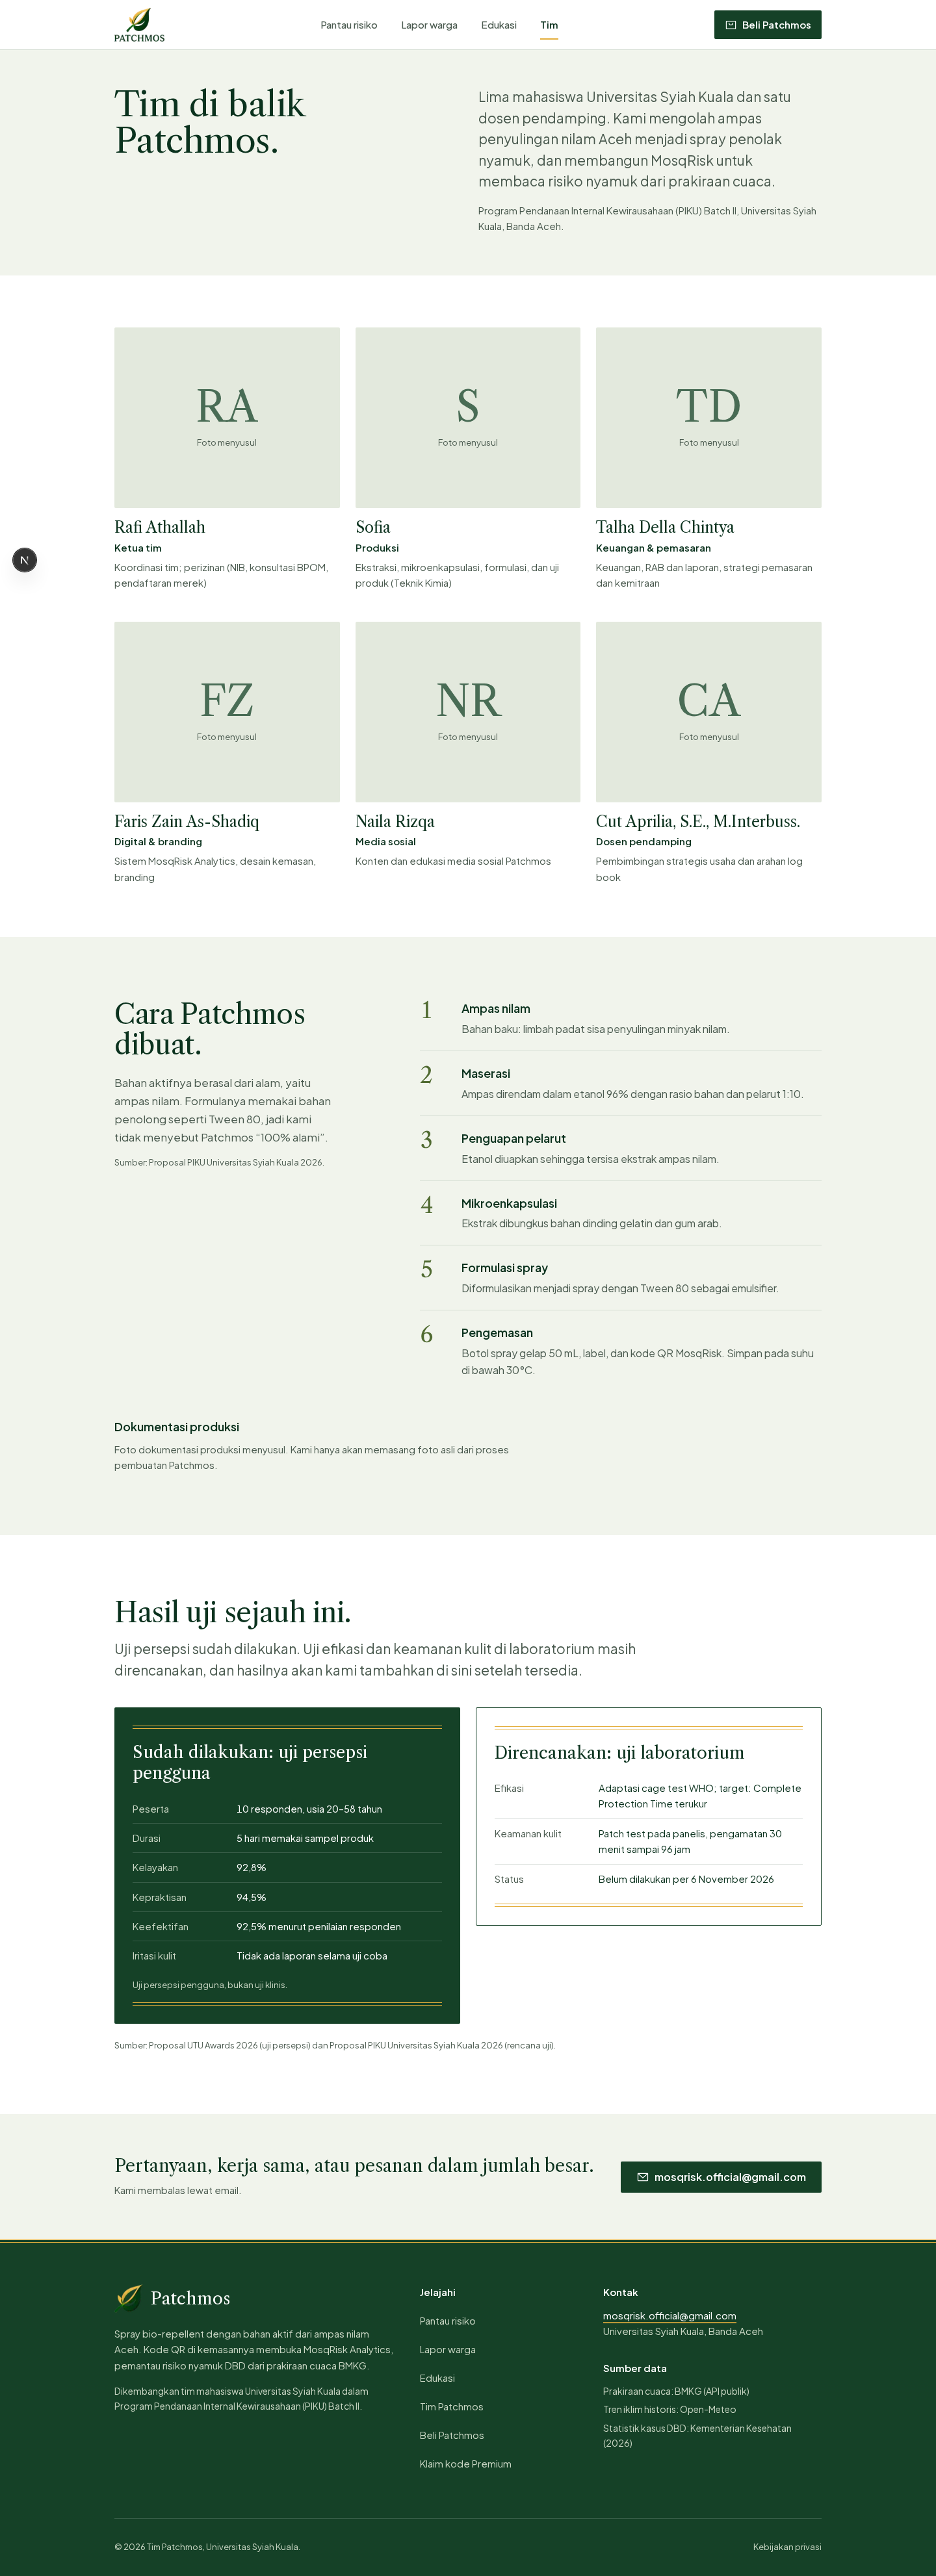 PATCHMOS
Pantau risiko
Lapor warga
Edukasi
Tim
Beli Patchmos
Tim di balik
Patchmos.
Lima mahasiswa Universitas Syiah Kuala dan satu
dosen pendamping. Kami mengolah ampas
penyulingan nilam Aceh menjadi spray penolak
nyamuk, dan membangun MosqRisk untuk
membaca risiko nyamuk dari prakiraan cuaca.
Program Pendanaan Internal Kewirausahaan (PIKU) Batch II, Universitas Syiah
Kuala, Banda Aceh.
RA
Foto menyusul
Rafi Athallah
Ketua tim
Koordinasi tim; perizinan (NIB, konsultasi BPOM,
pendaftaran merek)
S
Foto menyusul
Sofia
Produksi
Ekstraksi, mikroenkapsulasi, formulasi, dan uji
produk (Teknik Kimia)
TD
Foto menyusul
Talha Della Chintya
Keuangan & pemasaran
Keuangan, RAB dan laporan, strategi pemasaran
dan kemitraan
N
FZ
Foto menyusul
Faris Zain As-Shadiq
Digital & branding
Sistem MosqRisk Analytics, desain kemasan,
branding
NR
Foto menyusul
Naila Rizqa
Media sosial
Konten dan edukasi media sosial Patchmos
CA
Foto menyusul
Cut Aprilia, S.E., M.Interbuss.
Dosen pendamping
Pembimbingan strategis usaha dan arahan log
book
Cara Patchmos
dibuat.
Bahan aktifnya berasal dari alam, yaitu
ampas nilam. Formulanya memakai bahan
penolong seperti Tween 80, jadi kami
tidak menyebut Patchmos “100% alami”.
Sumber: Proposal PIKU Universitas Syiah Kuala 2026.
1
Ampas nilam
Bahan baku: limbah padat sisa penyulingan minyak nilam.
2
Maserasi
Ampas direndam dalam etanol 96% dengan rasio bahan dan pelarut 1:10.
3
Penguapan pelarut
Etanol diuapkan sehingga tersisa ekstrak ampas nilam.
4
Mikroenkapsulasi
Ekstrak dibungkus bahan dinding gelatin dan gum arab.
5
Formulasi spray
Diformulasikan menjadi spray dengan Tween 80 sebagai emulsifier.
6
Pengemasan
Botol spray gelap 50 mL, label, dan kode QR MosqRisk. Simpan pada suhu
di bawah 30°C.
Dokumentasi produksi
Foto dokumentasi produksi menyusul. Kami hanya akan memasang foto asli dari proses
pembuatan Patchmos.
Hasil uji sejauh ini.
Uji persepsi sudah dilakukan. Uji efikasi dan keamanan kulit di laboratorium masih
direncanakan, dan hasilnya akan kami tambahkan di sini setelah tersedia.
Sudah dilakukan: uji persepsi
pengguna
Peserta
10 responden, usia 20–58 tahun
Durasi
5 hari memakai sampel produk
Kelayakan
92,8%
Kepraktisan
94,5%
Keefektifan
92,5% menurut penilaian responden
Iritasi kulit
Tidak ada laporan selama uji coba
Uji persepsi pengguna, bukan uji klinis.
Direncanakan: uji laboratorium
Efikasi
Adaptasi cage test WHO; target: Complete
Protection Time terukur
Keamanan kulit
Patch test pada panelis, pengamatan 30
menit sampai 96 jam
Status
Belum dilakukan per 6 November 2026
Sumber: Proposal UTU Awards 2026 (uji persepsi) dan Proposal PIKU Universitas Syiah Kuala 2026 (rencana uji).
Pertanyaan, kerja sama, atau pesanan dalam jumlah besar.
Kami membalas lewat email.
mosqrisk.official@gmail.com
Patchmos
Spray bio-repellent dengan bahan aktif dari ampas nilam
Aceh. Kode QR di kemasannya membuka MosqRisk Analytics,
pemantau risiko nyamuk DBD dari prakiraan cuaca BMKG.
Dikembangkan tim mahasiswa Universitas Syiah Kuala dalam
Program Pendanaan Internal Kewirausahaan (PIKU) Batch II.
Jelajahi
Pantau risiko
Lapor warga
Edukasi
Tim Patchmos
Beli Patchmos
Klaim kode Premium
Kontak
mosqrisk.official@gmail.com
Universitas Syiah Kuala, Banda Aceh
Sumber data
Prakiraan cuaca: BMKG (API publik)
Tren iklim historis: Open-Meteo
Statistik kasus DBD: Kementerian Kesehatan
(2026)
© 2026 Tim Patchmos, Universitas Syiah Kuala.
Kebijakan privasi